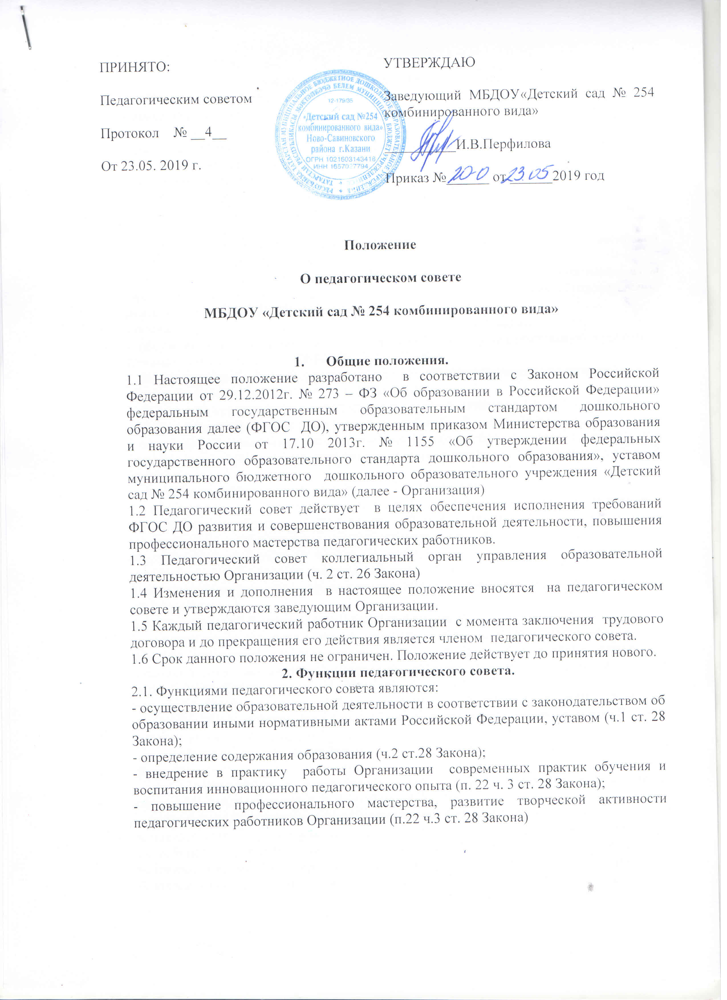 ПРИНЯТО:
Педагогическим советом
Протокол № __4__
От 23.05. 2019 г.
УТВЕРЖДАЮ
Заведующий МБДОУ«Детский сад № 254
комбинированного вида»
__________И.В.Перфилова
Приказ №20-0 от 23.05 2019 год
12-179/35
«Детский сад №254
комбинированного вида»
Ново-Савиновского
района г.Казани
ОГРН 1021603143418
ИНН
Положение
О педагогическом совете
МБДОУ «Детский сад № 254 комбинированного вида»
1. Общие положения.
1.1 Настоящее положение разработано в соответствии с Законом Российской
Федерации от 29.12.2012г. № 273 – ФЗ «Об образовании в Российской Федерации»
федеральным государственным образовательным стандартом дошкольного
образования далее (ФГОС ДО), утвержденным приказом Министерства образования
и науки России от 17.10 2013г. № 1155 «Об утверждении федеральных
государственного образовательного стандарта дошкольного образования», уставом
муниципального бюджетного дошкольного образовательного учреждения «Детский
сад № 254 комбинированного вида» (далее - Организация)
1.2 Педагогический совет действует в целях обеспечения исполнения требований
ФГОС ДО развития и совершенствования образовательной деятельности, повышения
профессионального мастерства педагогических работников.
1.3 Педагогический совет коллегиальный орган управления образовательной
деятельностью Организации (ч. 2 ст. 26 Закона)
1.4 Изменения и дополнения в настоящее положение вносятся на педагогическом
совете и утверждаются заведующим Организации.
1.5 Каждый педагогический работник Организации с момента заключения трудового
договора и до прекращения его действия является членом педагогического совета.
1.6 Срок данного положения не ограничен. Положение действует до принятия нового.
2. Функции педагогического совета.
2.1. Функциями педагогического совета являются:
- осуществление образовательной деятельности в соответствии с законодательством об
образовании иными нормативными актами Российской Федерации, уставом (ч.1 ст. 28
Закона);
- определение содержания образования (ч.2 ст.28 Закона);
- внедрение в практику работы Организации современных практик обучения и
воспитания инновационного педагогического опыта (п. 22 ч. 3 ст. 28 Закона);
- повышение профессионального мастерства, развитие творческой активности
педагогических работников Организации (п.22 ч.3 ст. 28 Закона)